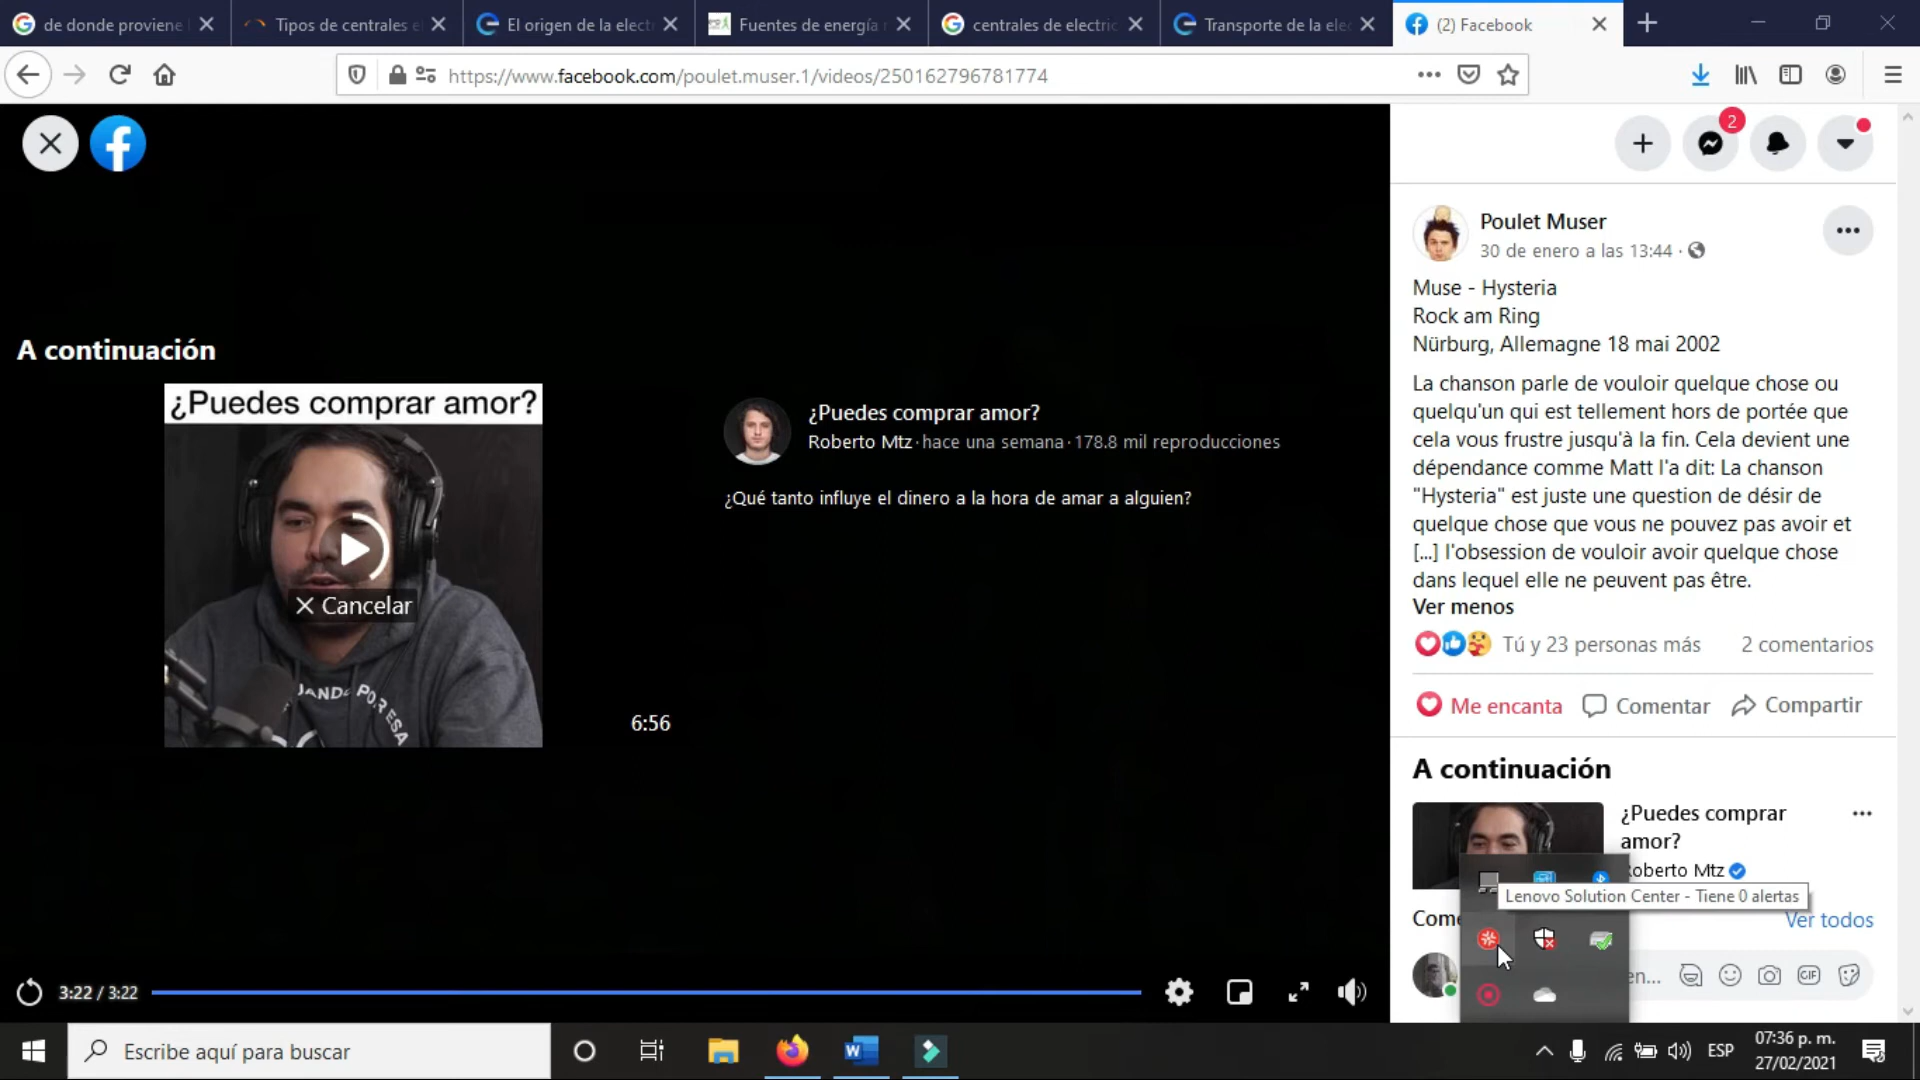 de donde proviene
Tipos de centrales e
El origen de la elect
Fuentes de energía
centrales de electric
Transporte de la ele
(2) Facebook
https://www.facebook.com/poulet.muser.1/videos/250162796781774
2
Poulet Muser
30 de enero a las 13:44 ·
Muse - Hysteria
Rock am Ring
Nürburg, Allemagne 18 mai 2002
La chanson parle de vouloir quelque chose ou
quelqu'un qui est tellement hors de portée que
cela vous frustre jusqu'à la fin. Cela devient une
dépendance comme Matt l'a dit: La chanson
"Hysteria" est juste une question de désir de
quelque chose que vous ne pouvez pas avoir et
[...] l'obsession de vouloir avoir quelque chose
dans lequel elle ne peuvent pas être.
Ver menos
Tú y 23 personas más 2 comentarios
Me encanta Comentar Compartir
A continuación
¿Puedes comprar amor?
JANDO POR ESA
Cancelar
6:56
¿Puedes comprar amor?
Roberto Mtz · hace una semana · 178.8 mil reproducciones
¿Qué tanto influye el dinero a la hora de amar a alguien?
A continuación
¿Puedes comprar
amor?
oberto Mtz
Lenovo Solution Center - Tiene 0 alertas
Come
Ver todos
en...
GIF
3:22 / 3:22
Escribe aquí para buscar
ESP
07:36 p. m.
27/02/2021